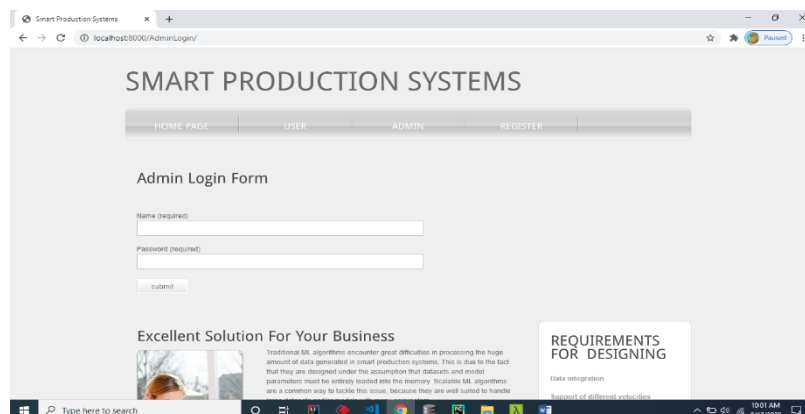 Smart Production Systems
localhost:8000/AdminLogin/
Paused
SMART PRODUCTION SYSTEMS
HOME PAGE USER ADMIN REGISTER
Admin Login Form
Name (required)
Password (required)
submit
Excellent Solution For Your Business
Traditional ML algorithms encounter great difficulties in processing the huge
amount of data generated in smart production systems. This is due to the fact
that they are designed under the assumption that datasets and model
parameters must be entirely loaded into the memory. Scalable ML algorithms
are a common way to tackle this issue, because they are well suited to handle
REQUIREMENTS
FOR DESIGNING
Data integration
Support of different velocities
Type here to search
10:01 AM